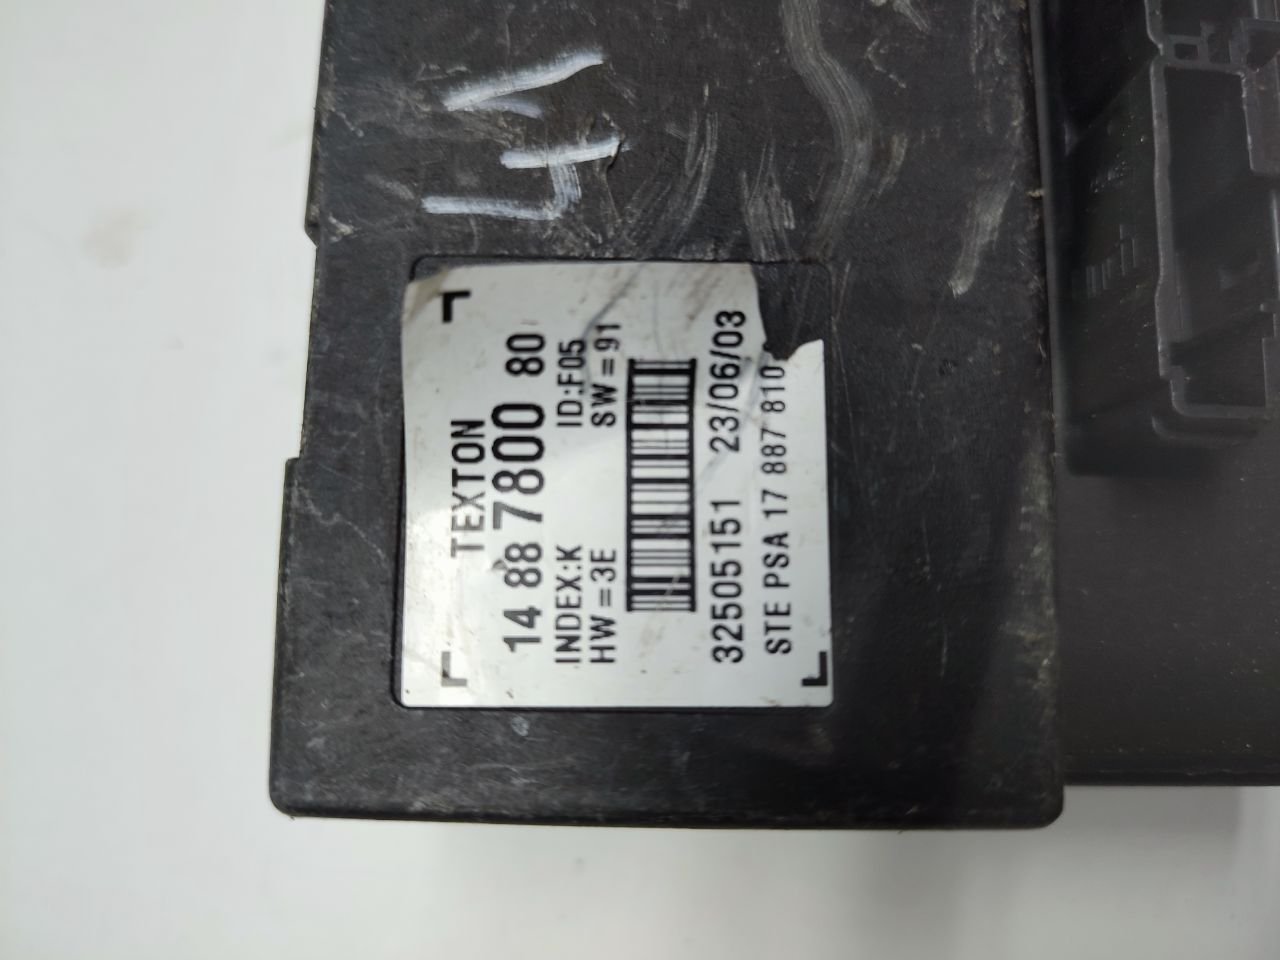 TEXTON
14 88 7800 80
INDEX:K ID:F05
HW=3E SW=91
32505151 23/06/03
STE PSA 17 887 810